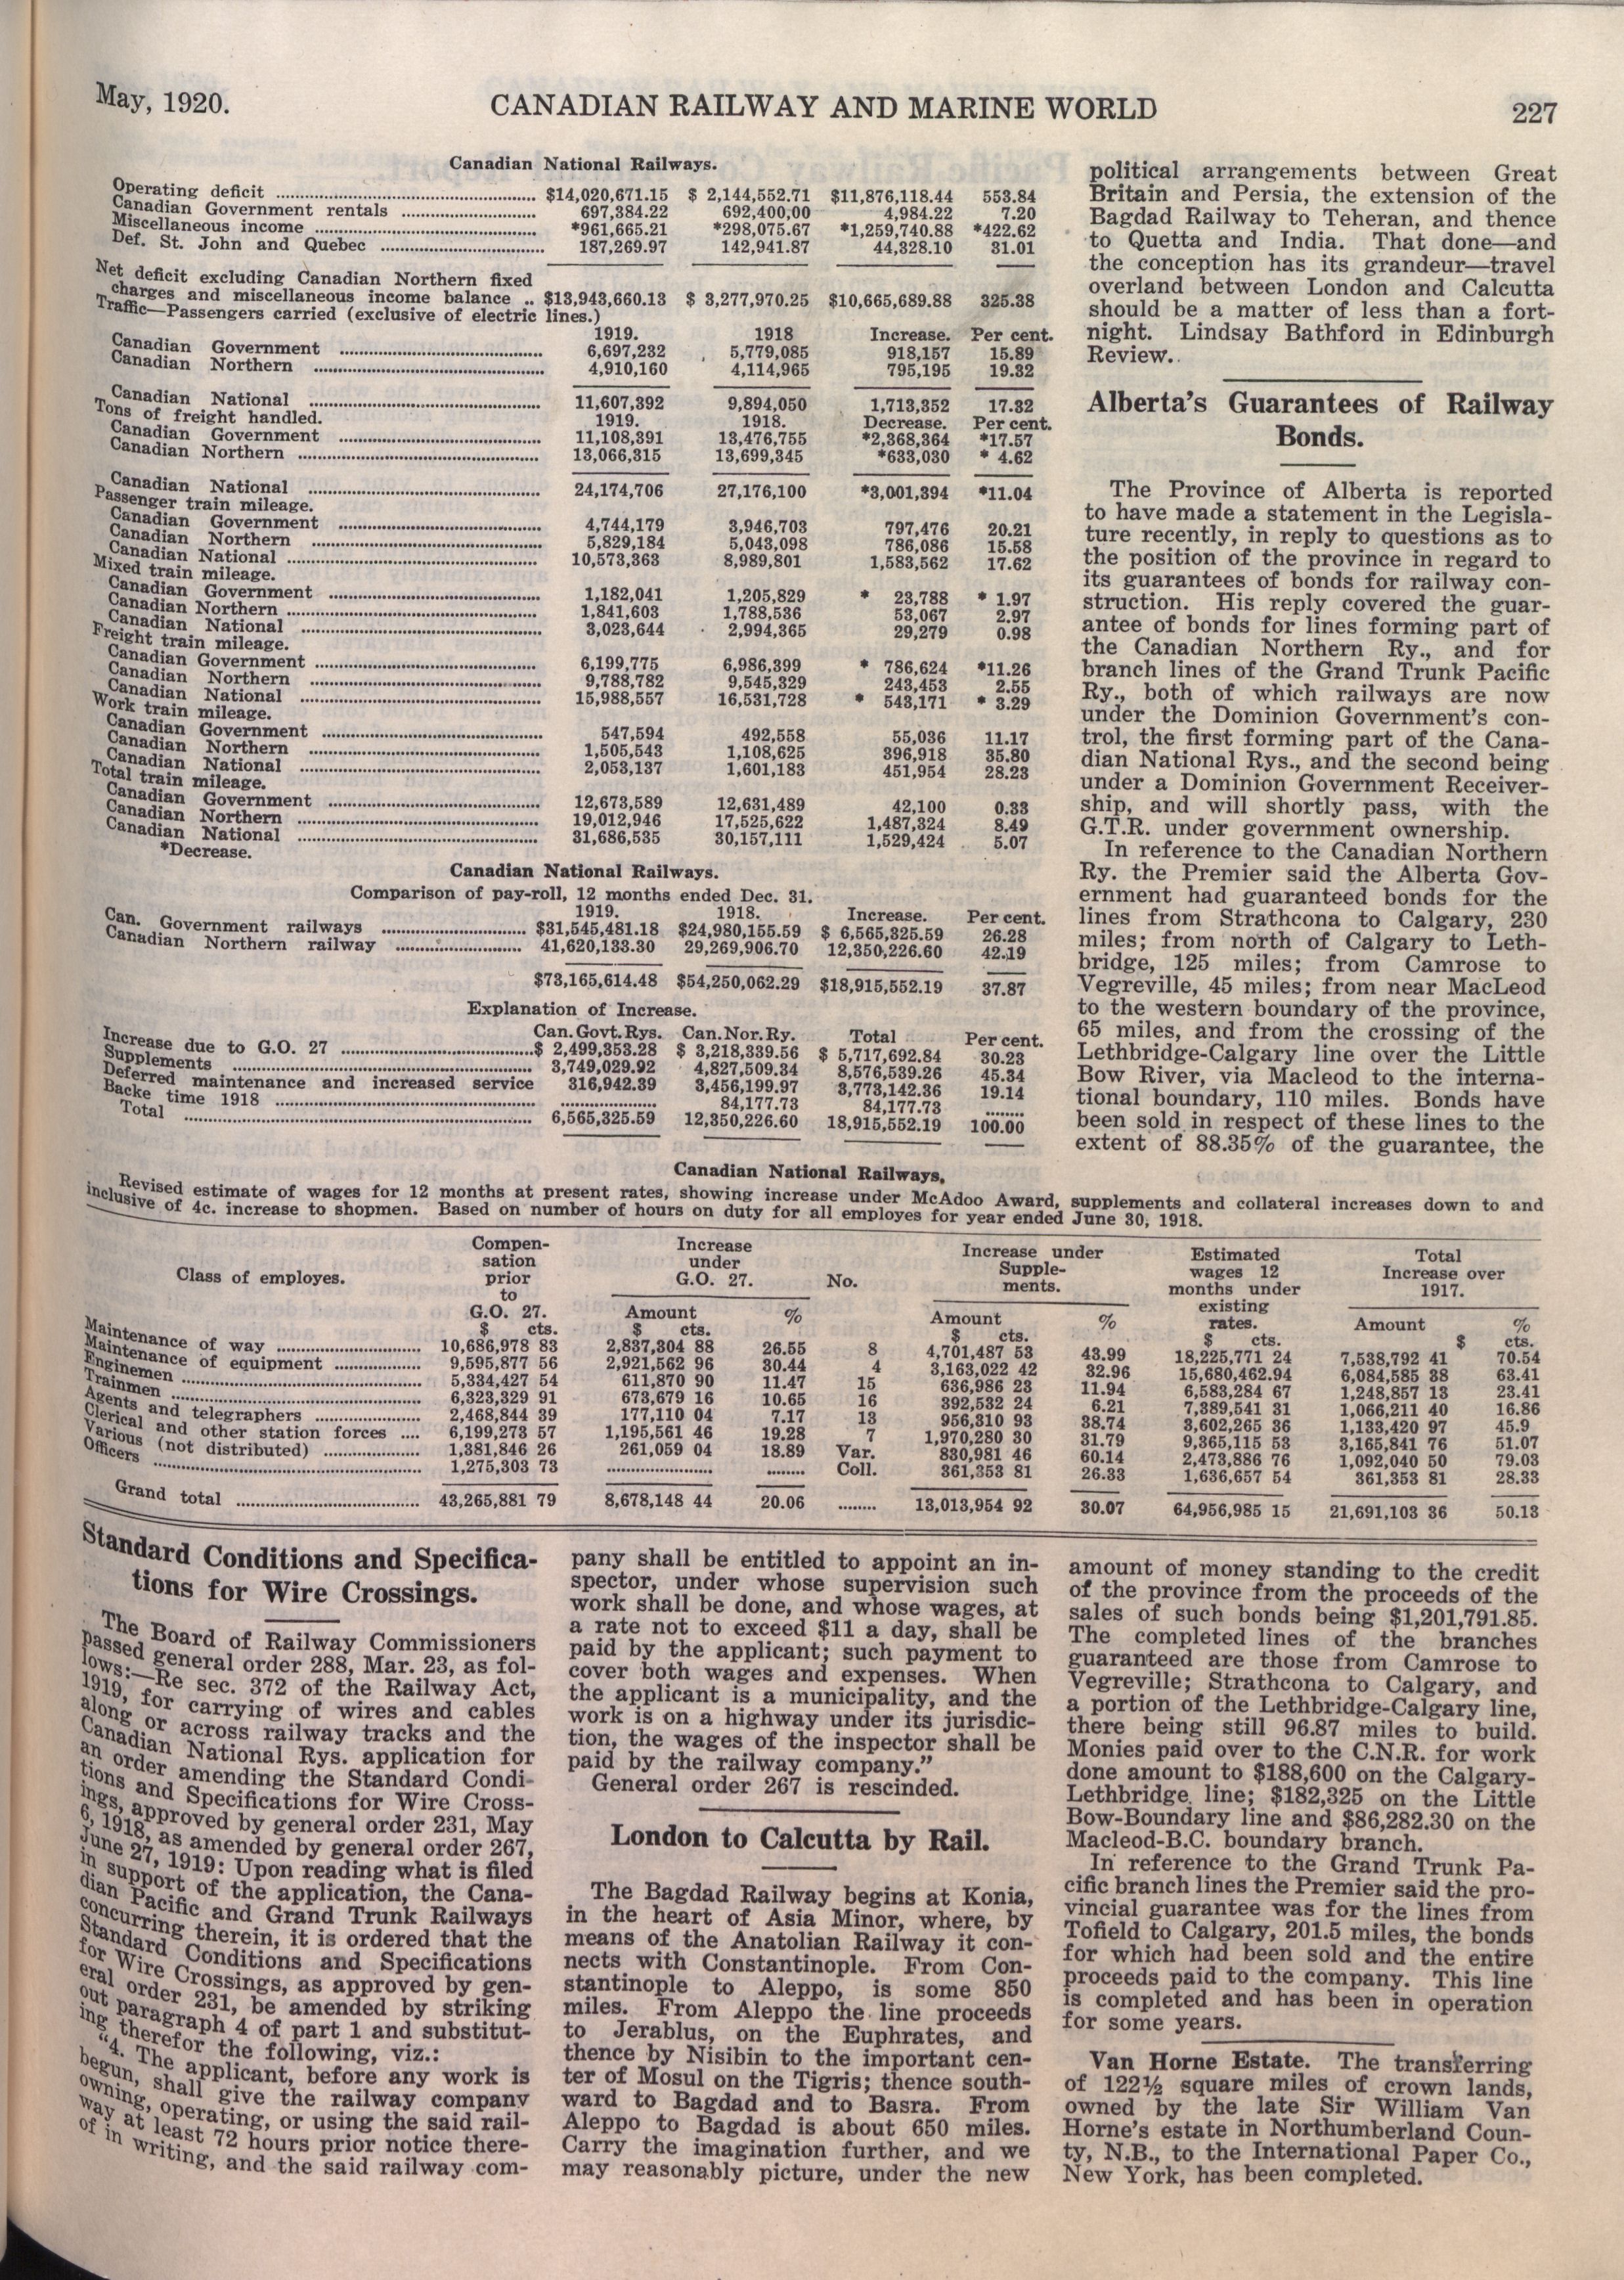 May, 1920. CANADIAN RAILWAY AND MARINE WORLD 227
Canadian National Railways.
Operating deficit ........ $14,020,671.15 $ 2,144,552.71 $11,876,118.44 553.84
Canadian Government rentals ........ 697,384.22 692,400,00 4,984.22 7.20
Miscellaneous income ........ *961,665.21 *298,075.67 *1,259,740.88 *422.62
Def. St. John and Quebec ........ 187,269.97 142,941.87 44,328.10 31.01
Net deficit excluding Canadian Northern fixed
charges and miscellaneous income balance .. $13,943,660.13 $ 3,277,970.25 $10,665,689.88 325.38
Traffic—Passengers carried (exclusive of electric lines.)
1919. 1918 Increase. Per cent.
Canadian Government ........ 6,697,232 5,779,085 918,157 15.89
Canadian Northern ........ 4,910,160 4,114,965 795,195 19.32
Canadian National ........ 11,607,392 9,894,050 1,713,352 17.32
Tons of freight handled. 1919. 1918. Decrease. Per cent.
Canadian Government ........ 11,108,391 13,476,755 *2,368,364 *17.57
Canadian Northern ........ 13,066,315 13,699,345 *633,030 * 4.62
Canadian National ........ 24,174,706 27,176,100 *3,001,394 *11.04
Passenger train mileage.
Canadian Government ........ 4,744,179 3,946,703 797,476 20.21
Canadian Northern ........ 5,829,184 5,043,098 786,086 15.58
Canadian National ........ 10,573,363 8,989,801 1,583,562 17.62
Mixed train mileage.
Canadian Government ........ 1,182,041 1,205,829 * 23,788 * 1.97
Canadian Northern ........ 1,841,603 1,788,536 53,067 2.97
Canadian National ........ 3,023,644 2,994,365 29,279 0.98
Freight train mileage.
Canadian Government ........ 6,199,775 6,986,399 * 786,624 *11.26
Canadian Northern ........ 9,788,782 9,545,329 243,453 2.55
Canadian National ........ 15,988,557 16,531,728 * 543,171 * 3.29
Work train mileage.
Canadian Government ........ 547,594 492,558 55,036 11.17
Canadian Northern ........ 1,505,543 1,108,625 396,918 35.80
Canadian National ........ 2,053,137 1,601,183 451,954 28.23
Total train mileage.
Canadian Government ........ 12,673,589 12,631,489 42,100 0.33
Canadian Northern ........ 19,012,946 17,525,622 1,487,324 8.49
Canadian National ........ 31,686,535 30,157,111 1,529,424 5.07
*Decrease.
Canadian National Railways.
Comparison of pay-roll, 12 months ended Dec. 31.
1919. 1918. Increase. Per cent.
Can. Government railways ........ $31,545,481.18 $24,980,155.59 $ 6,565,325.59 26.28
Canadian Northern railway ........ 41,620,133.30 29,269,906.70 12,350,226.60 42.19
$73,165,614.48 $54,250,062.29 $18,915,552.19 37.87
Explanation of Increase.
Can.Govt.Rys. Can.Nor.Ry. Total Per cent.
Increase due to G.O. 27 ........ $ 2,499,353.28 $ 3,218,339.56 $ 5,717,692.84 30.23
Supplements ........ 3,749,029.92 4,827,509.34 8,576,539.26 45.34
Deferred maintenance and increased service 316,942.39 3,456,199.97 3,773,142.36 19.14
Backe time 1918 ........ ........ 84,177.73 84,177.73 ........
Total ........ 6,565,325.59 12,350,226.60 18,915,552.19 100.00
political arrangements between Great
Britain and Persia, the extension of the
Bagdad Railway to Teheran, and thence
to Quetta and India. That done—and
the conception has its grandeur—travel
overland between London and Calcutta
should be a matter of less than a fort-
night. Lindsay Bathford in Edinburgh
Review.
Alberta's Guarantees of Railway
Bonds.
The Province of Alberta is reported
to have made a statement in the Legisla-
ture recently, in reply to questions as to
the position of the province in regard to
its guarantees of bonds for railway con-
struction. His reply covered the guar-
antee of bonds for lines forming part of
the Canadian Northern Ry., and for
branch lines of the Grand Trunk Pacific
Ry., both of which railways are now
under the Dominion Government's con-
trol, the first forming part of the Cana-
dian National Rys., and the second being
under a Dominion Government Receiver-
ship, and will shortly pass, with the
G.T.R. under government ownership.
In reference to the Canadian Northern
Ry. the Premier said the Alberta Gov-
ernment had guaranteed bonds for the
lines from Strathcona to Calgary, 230
miles; from north of Calgary to Leth-
bridge, 125 miles; from Camrose to
Vegreville, 45 miles; from near MacLeod
to the western boundary of the province,
65 miles, and from the crossing of the
Lethbridge-Calgary line over the Little
Bow River, via Macleod to the interna-
tional boundary, 110 miles. Bonds have
been sold in respect of these lines to the
extent of 88.35% of the guarantee, the
Canadian National Railways,
Revised estimate of wages for 12 months at present rates, showing increase under McAdoo Award, supplements and collateral increases down to and
inclusive of 4c. increase to shopmen. Based on number of hours on duty for all employes for year ended June 30, 1918.
Class of employes. Compen-sation prior to G.O. 27. Increase under G.O. 27. No. Increase under Supple-ments. Estimated wages 12 months under existing rates. Total Increase over 1917.
$ cts. Amount $ cts. % Amount $ cts. % $ cts. Amount $ % cts.
Maintenance of way ........ 10,686,978 83 2,837,304 88 26.55 8 4,701,487 53 43.99 18,225,771 24 7,538,792 41 70.54
Maintenance of equipment ........ 9,595,877 56 2,921,562 96 30.44 4 3,163,022 42 32.96 15,680,462.94 6,084,585 38 63.41
Enginemen ........ 5,334,427 54 611,870 90 11.47 15 636,986 23 11.94 6,583,284 67 1,248,857 13 23.41
Trainmen ........ 6,323,329 91 673,679 16 10.65 16 392,532 24 6.21 7,389,541 31 1,066,211 40 16.86
Agents and telegraphers ........ 2,468,844 39 177,110 04 7.17 13 956,310 93 38.74 3,602,265 36 1,133,420 97 45.9
Clerical and other station forces .... 6,199,273 57 1,195,561 46 19.28 7 1,970,280 30 31.79 9,365,115 53 3,165,841 76 51.07
Various (not distributed) ........ 1,381,846 26 261,059 04 18.89 Var. 830,981 46 60.14 2,473,886 76 1,092,040 50 79.03
Officers ........ 1,275,303 73 ........ ........ Coll. 361,353 81 26.33 1,636,657 54 361,353 81 28.33
Grand total ........ 43,265,881 79 8,678,148 44 20.06 ........ 13,013,954 92 30.07 64,956,985 15 21,691,103 36 50.13
Standard Conditions and Specifica-
tions for Wire Crossings.
The Board of Railway Commissioners
passed general order 288, Mar. 23, as fol-
lows:—Re sec. 372 of the Railway Act,
1919, for carrying of wires and cables
along or across railway tracks and the
Canadian National Rys. application for
an order amending the Standard Condi-
tions and Specifications for Wire Cross-
ings, approved by general order 231, May
6, 1918, as amended by general order 267,
June 27, 1919: Upon reading what is filed
in support of the application, the Cana-
dian Pacific and Grand Trunk Railways
concurring therein, it is ordered that the
Standard Conditions and Specifications
for Wire Crossings, as approved by gen-
eral order 231, be amended by striking
out paragraph 4 of part 1 and substitut-
ing therefor the following, viz.:
"4. The applicant, before any work is
begun, shall give the railway company
owning, operating, or using the said rail-
way at least 72 hours prior notice there-
of in writing, and the said railway com-
pany shall be entitled to appoint an in-
spector, under whose supervision such
work shall be done, and whose wages, at
a rate not to exceed $11 a day, shall be
paid by the applicant; such payment to
cover both wages and expenses. When
the applicant is a municipality, and the
work is on a highway under its jurisdic-
tion, the wages of the inspector shall be
paid by the railway company."
General order 267 is rescinded.
London to Calcutta by Rail.
The Bagdad Railway begins at Konia,
in the heart of Asia Minor, where, by
means of the Anatolian Railway it con-
nects with Constantinople. From Con-
stantinople to Aleppo, is some 850
miles. From Aleppo the line proceeds
to Jerablus, on the Euphrates, and
thence by Nisibin to the important cen-
ter of Mosul on the Tigris; thence south-
ward to Bagdad and to Basra. From
Aleppo to Bagdad is about 650 miles.
Carry the imagination further, and we
may reasonably picture, under the new
amount of money standing to the credit
of the province from the proceeds of the
sales of such bonds being $1,201,791.85.
The completed lines of the branches
guaranteed are those from Camrose to
Vegreville; Strathcona to Calgary, and
a portion of the Lethbridge-Calgary line,
there being still 96.87 miles to build.
Monies paid over to the C.N.R. for work
done amount to $188,600 on the Calgary-
Lethbridge line; $182,325 on the Little
Bow-Boundary line and $86,282.30 on the
Macleod-B.C. boundary branch.
In reference to the Grand Trunk Pa-
cific branch lines the Premier said the pro-
vincial guarantee was for the lines from
Tofield to Calgary, 201.5 miles, the bonds
for which had been sold and the entire
proceeds paid to the company. This line
is completed and has been in operation
for some years.
Van Horne Estate. The transferring
of 122½ square miles of crown lands,
owned by the late Sir William Van
Horne's estate in Northumberland Coun-
ty, N.B., to the International Paper Co.,
New York, has been completed.